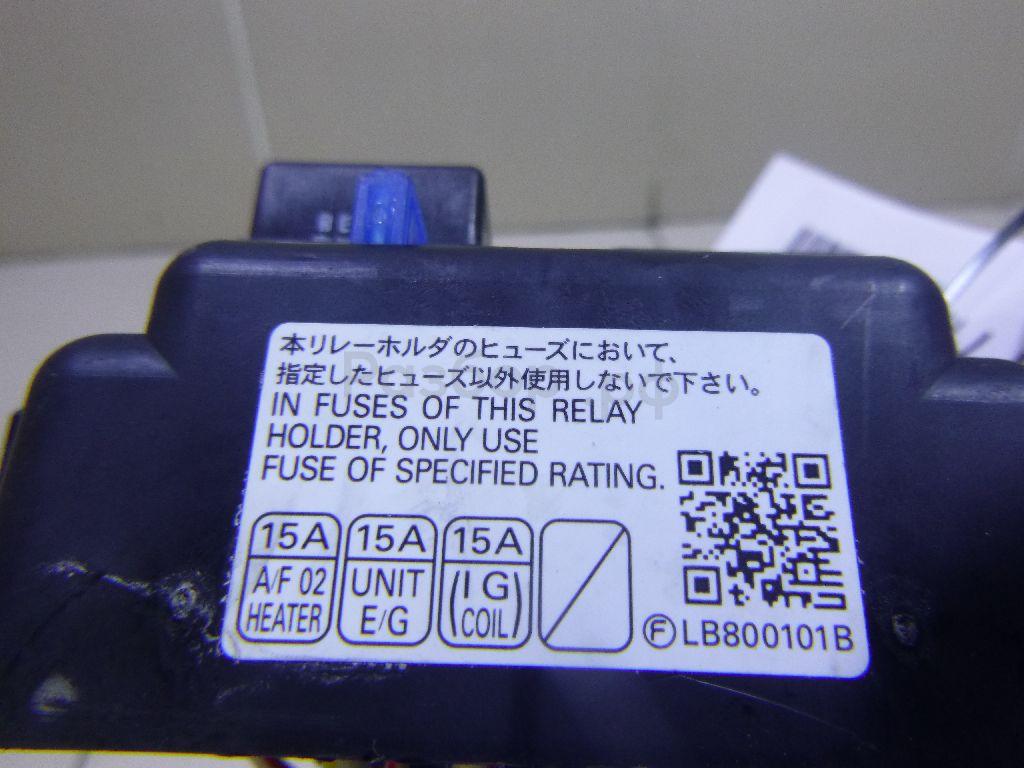 本リレーホルダのヒューズにおいて、
指定したヒューズ以外使用しないで下さい。
IN FUSES OF THIS RELAY
HOLDER, ONLY USE
FUSE OF SPECIFIED RATING.
15A 15A 15A
A/F 02 UNIT (IG
HEATER E/G COIL)
Ⓕ LB800101B